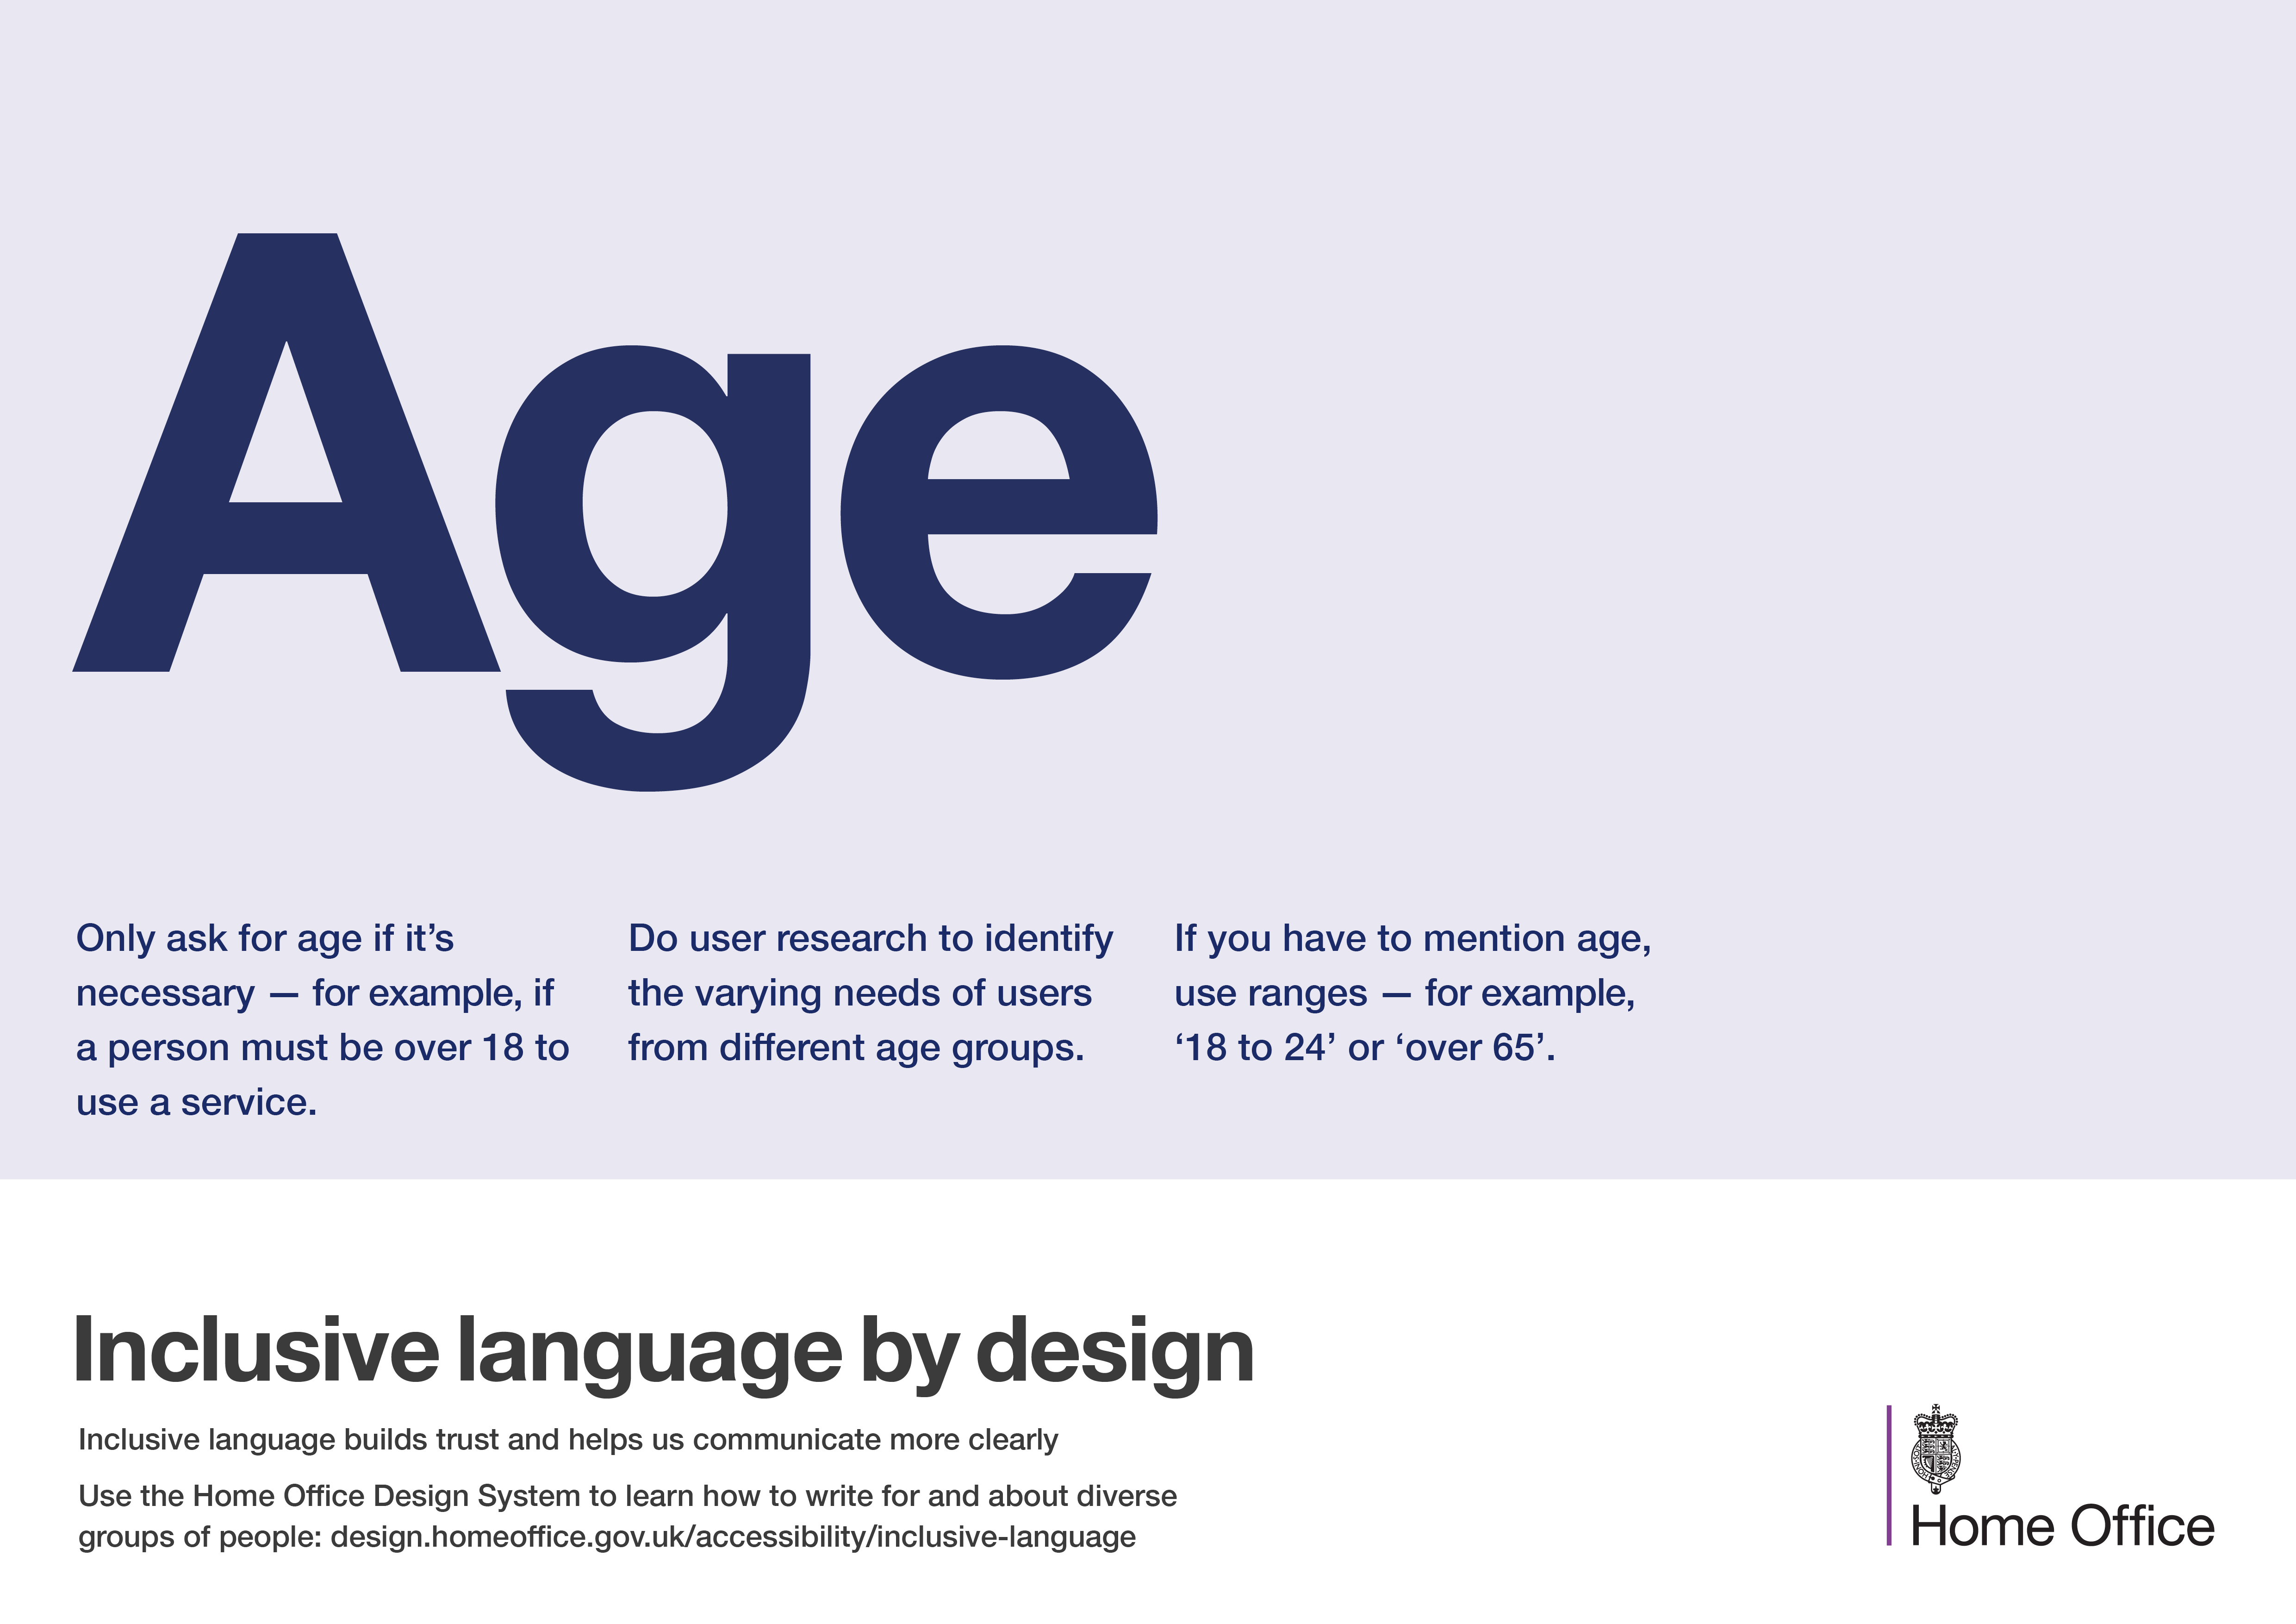 Age
Only ask for age if it’s
necessary — for example, if
a person must be over 18 to
use a service.
Do user research to identify
the varying needs of users
from different age groups.
If you have to mention age,
use ranges — for example,
‘18 to 24’ or ‘over 65’.
Inclusive language by design
Inclusive language builds trust and helps us communicate more clearly
Use the Home Office Design System to learn how to write for and about diverse
groups of people: design.homeoffice.gov.uk/accessibility/inclusive-language
Home Office